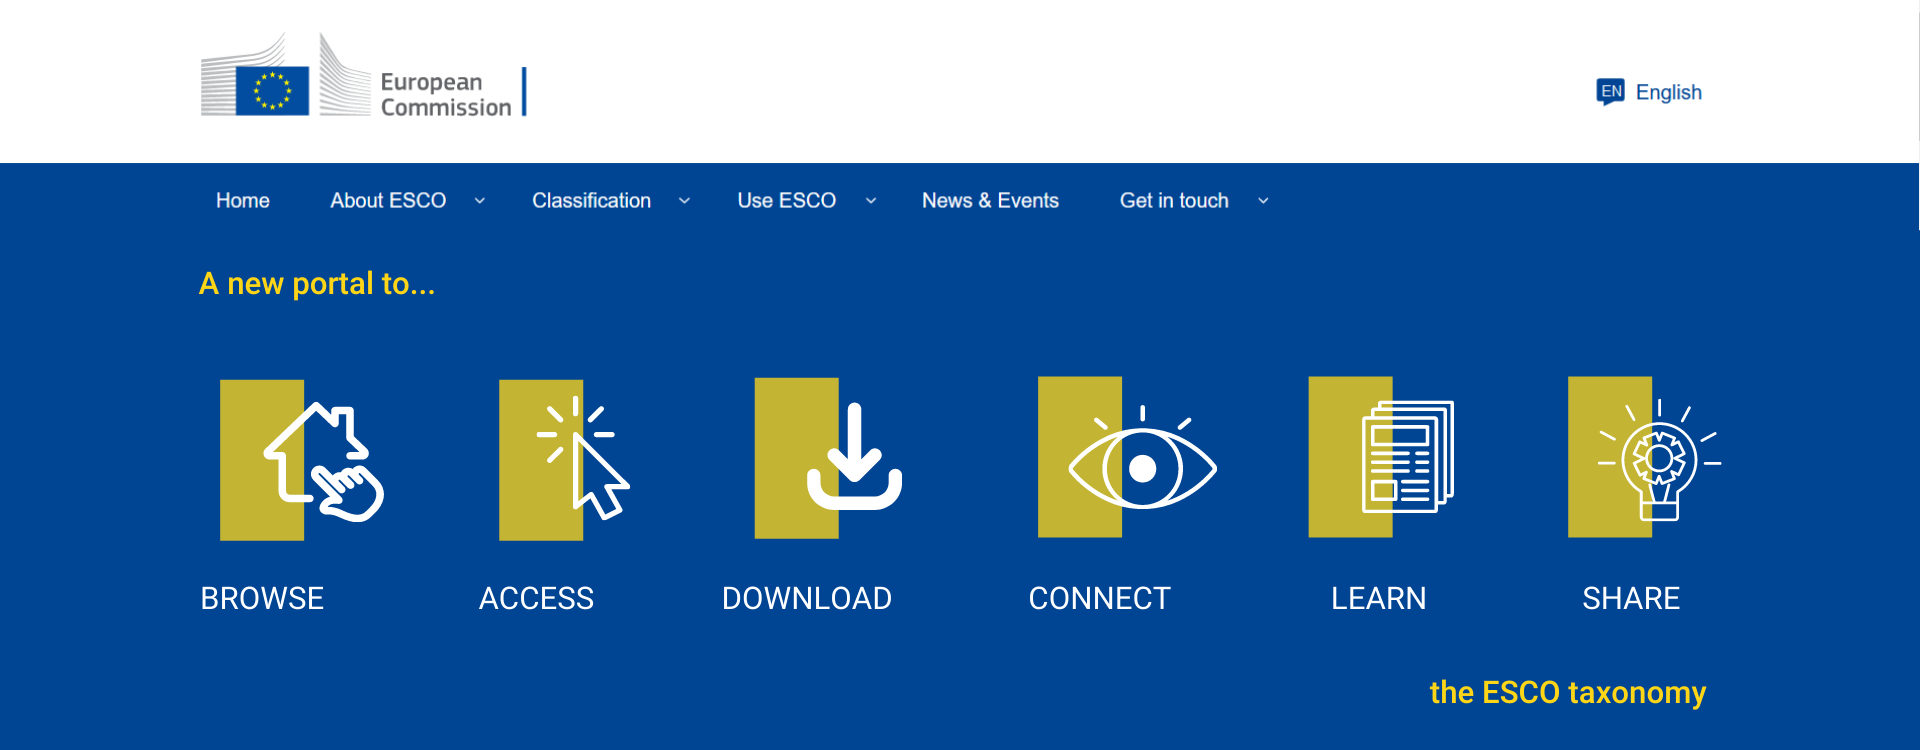 European
Commission
EN English
Home About ESCO Classification Use ESCO News & Events Get in touch
A new portal to...
BROWSE ACCESS DOWNLOAD CONNECT LEARN SHARE
the ESCO taxonomy